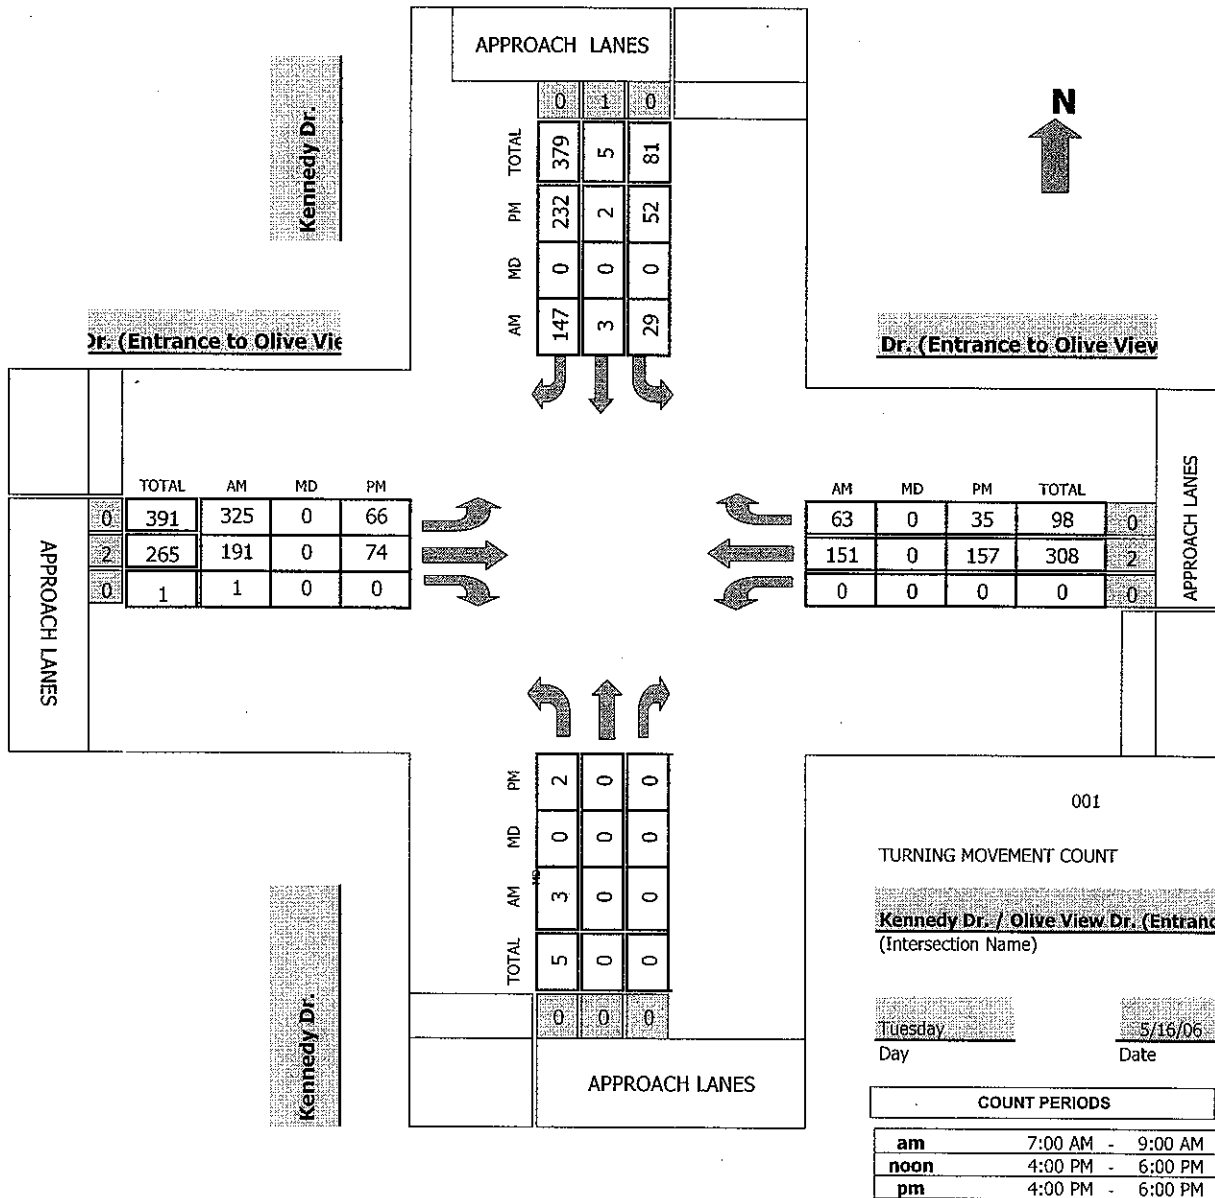 APPROACH LANES
0 1 0
Kennedy Dr.
N
TOTAL 379 5 81
PM 232 2 52
MD 0 0 0
AM 147 3 29
Dr. (Entrance to Olive Vie
Dr. (Entrance to Olive View
TOTAL AM MD PM
0 391 325 0 66
2 265 191 0 74
0 1 1 0 0
APPROACH LANES
AM MD PM TOTAL
63 0 35 98 0
151 0 157 308 2
0 0 0 0 0
APPROACH LANES
PM 2 0 0
MD 0 0 0
AM 3 0 0
MD
TOTAL 5 0 0
0 0 0
APPROACH LANES
Kennedy Dr.
001
TURNING MOVEMENT COUNT
Kennedy Dr. / Olive View Dr. (Entranc
(Intersection Name)
Tuesday 5/16/06
Day Date
COUNT PERIODS
am 7:00 AM - 9:00 AM
noon 4:00 PM - 6:00 PM
pm 4:00 PM - 6:00 PM